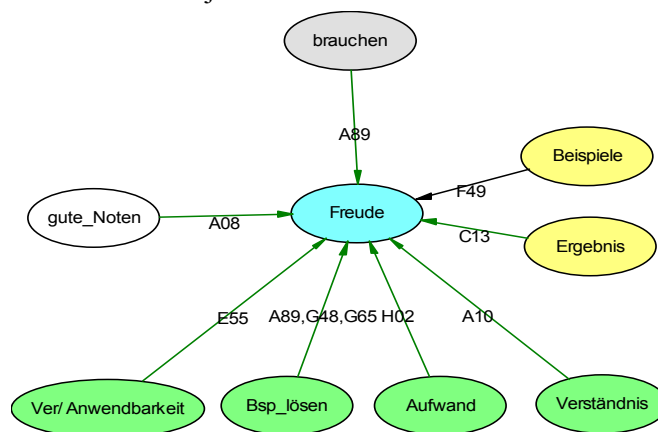 brauchen
A89
Beispiele
F49
Freude
gute_Noten
A08
C13
Ergebnis
E55
A89,G48,G65
H02
A10
Ver/ Anwendbarkeit
Bsp_lösen
Aufwand
Verständnis